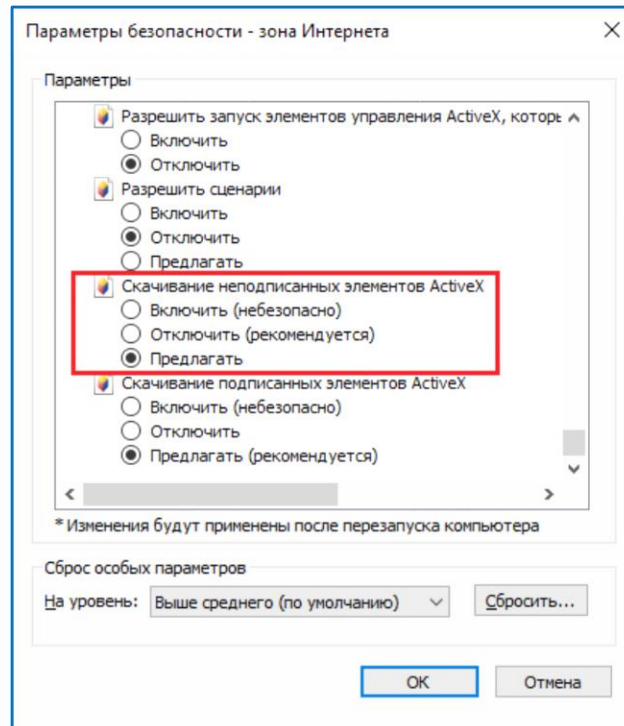 Параметры безопасности - зона Интернета
Параметры
Разрешить запуск элементов управления ActiveX, которы
Включить
Отключить
Разрешить сценарии
Включить
Отключить
Предлагать
Скачивание неподписанных элементов ActiveX
Включить (небезопасно)
Отключить (рекомендуется)
Предлагать
Скачивание подписанных элементов ActiveX
Включить (небезопасно)
Отключить
Предлагать (рекомендуется)
* Изменения будут применены после перезапуска компьютера
Сброс особых параметров
На уровень: Выше среднего (по умолчанию) Сбросить...
ОК Отмена